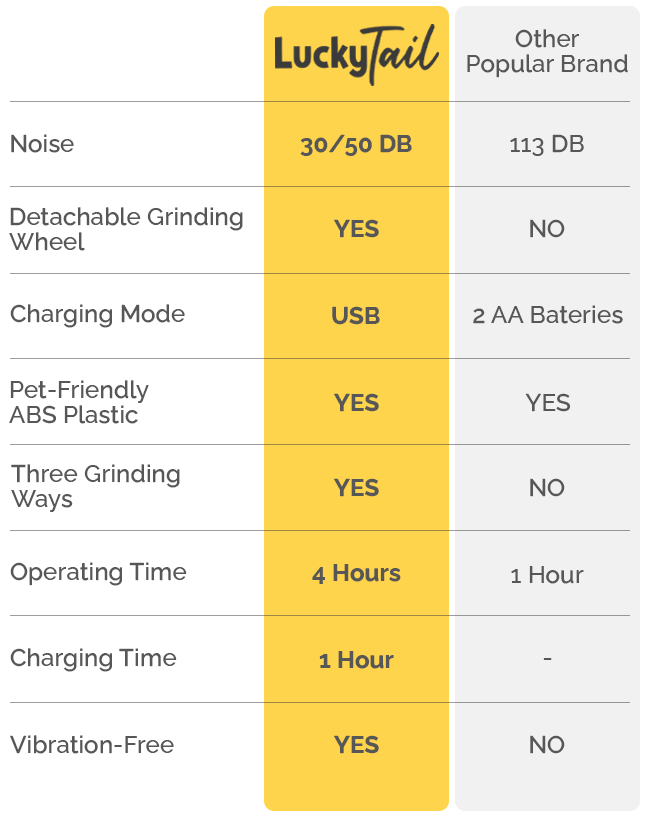 LuckyTail
Other
Popular Brand
Noise
30/50 DB
113 DB
Detachable Grinding
Wheel
YES
NO
Charging Mode
USB
2 AA Bateries
Pet-Friendly
ABS Plastic
YES
YES
Three Grinding
Ways
YES
NO
Operating Time
4 Hours
1 Hour
Charging Time
1 Hour
-
Vibration-Free
YES
NO